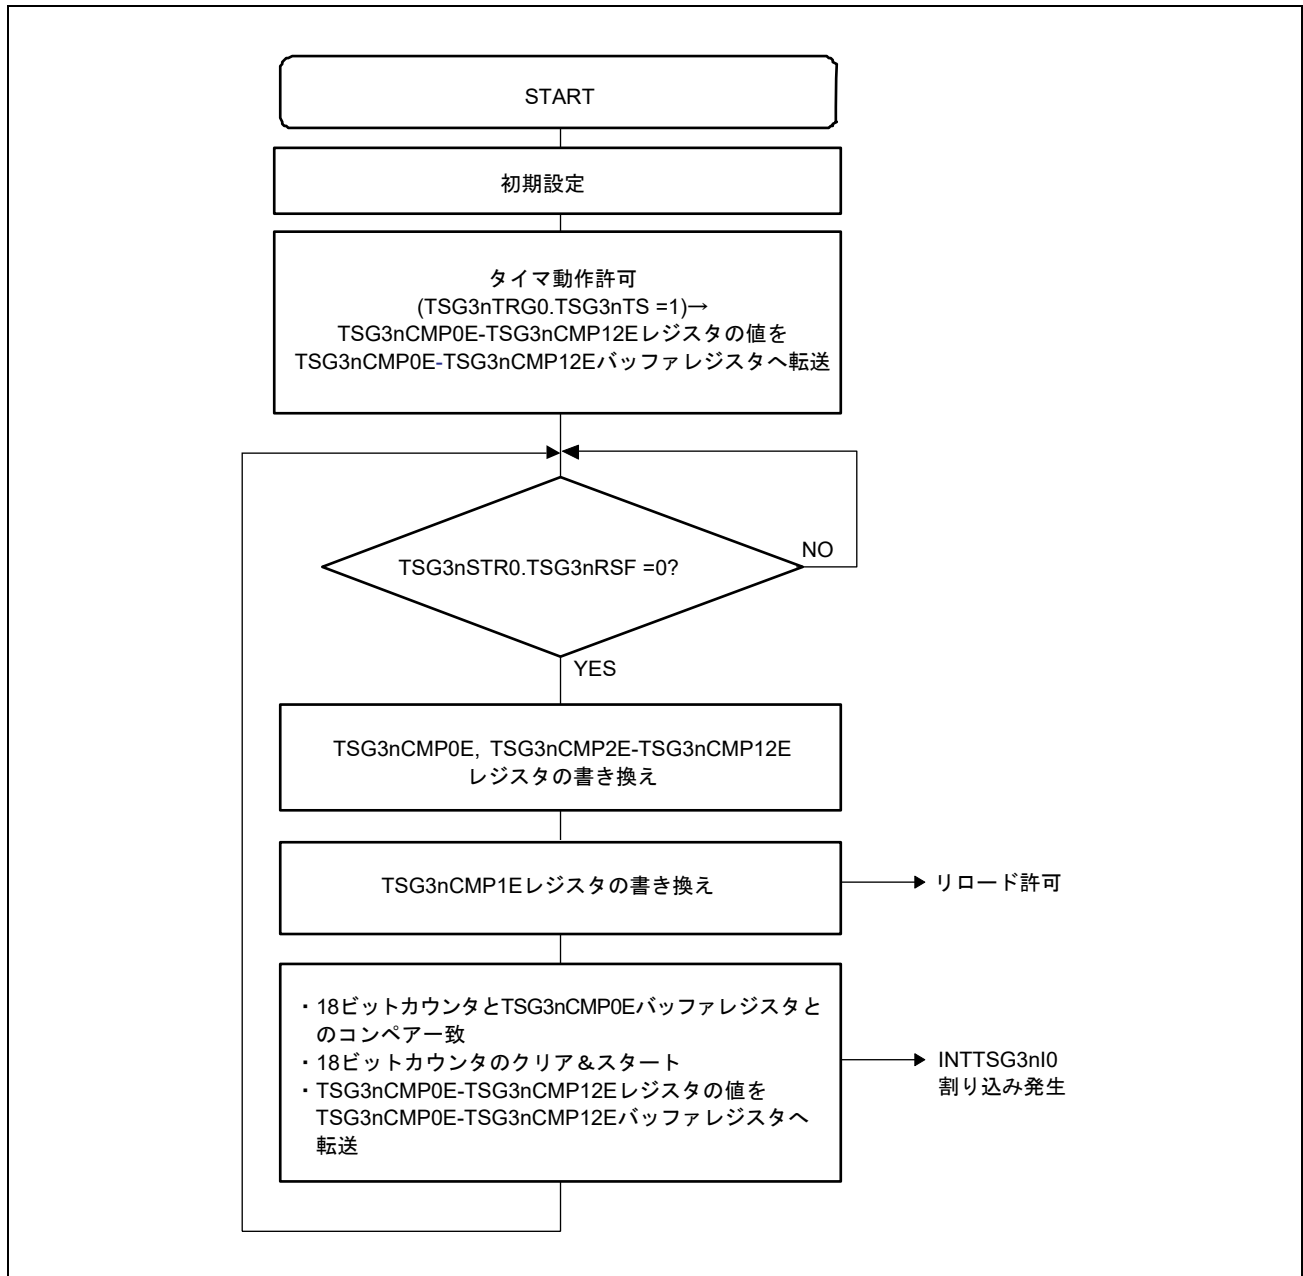 START
初期設定
タイマ動作許可
(TSG3nTRG0.TSG3nTS =1)→
TSG3nCMP0E-TSG3nCMP12Eレジスタの値を
TSG3nCMP0E-TSG3nCMP12Eバッファレジスタへ転送
TSG3nSTR0.TSG3nRSF =0?
NO
YES
TSG3nCMP0E, TSG3nCMP2E-TSG3nCMP12E
レジスタの書き換え
TSG3nCMP1Eレジスタの書き換え
リロード許可
・18ビットカウンタとTSG3nCMP0Eバッファレジスタと
のコンペア一致
・18ビットカウンタのクリア＆スタート
・TSG3nCMP0E-TSG3nCMP12Eレジスタの値を
TSG3nCMP0E-TSG3nCMP12Eバッファレジスタへ
転送
INTTSG3nI0
割り込み発生